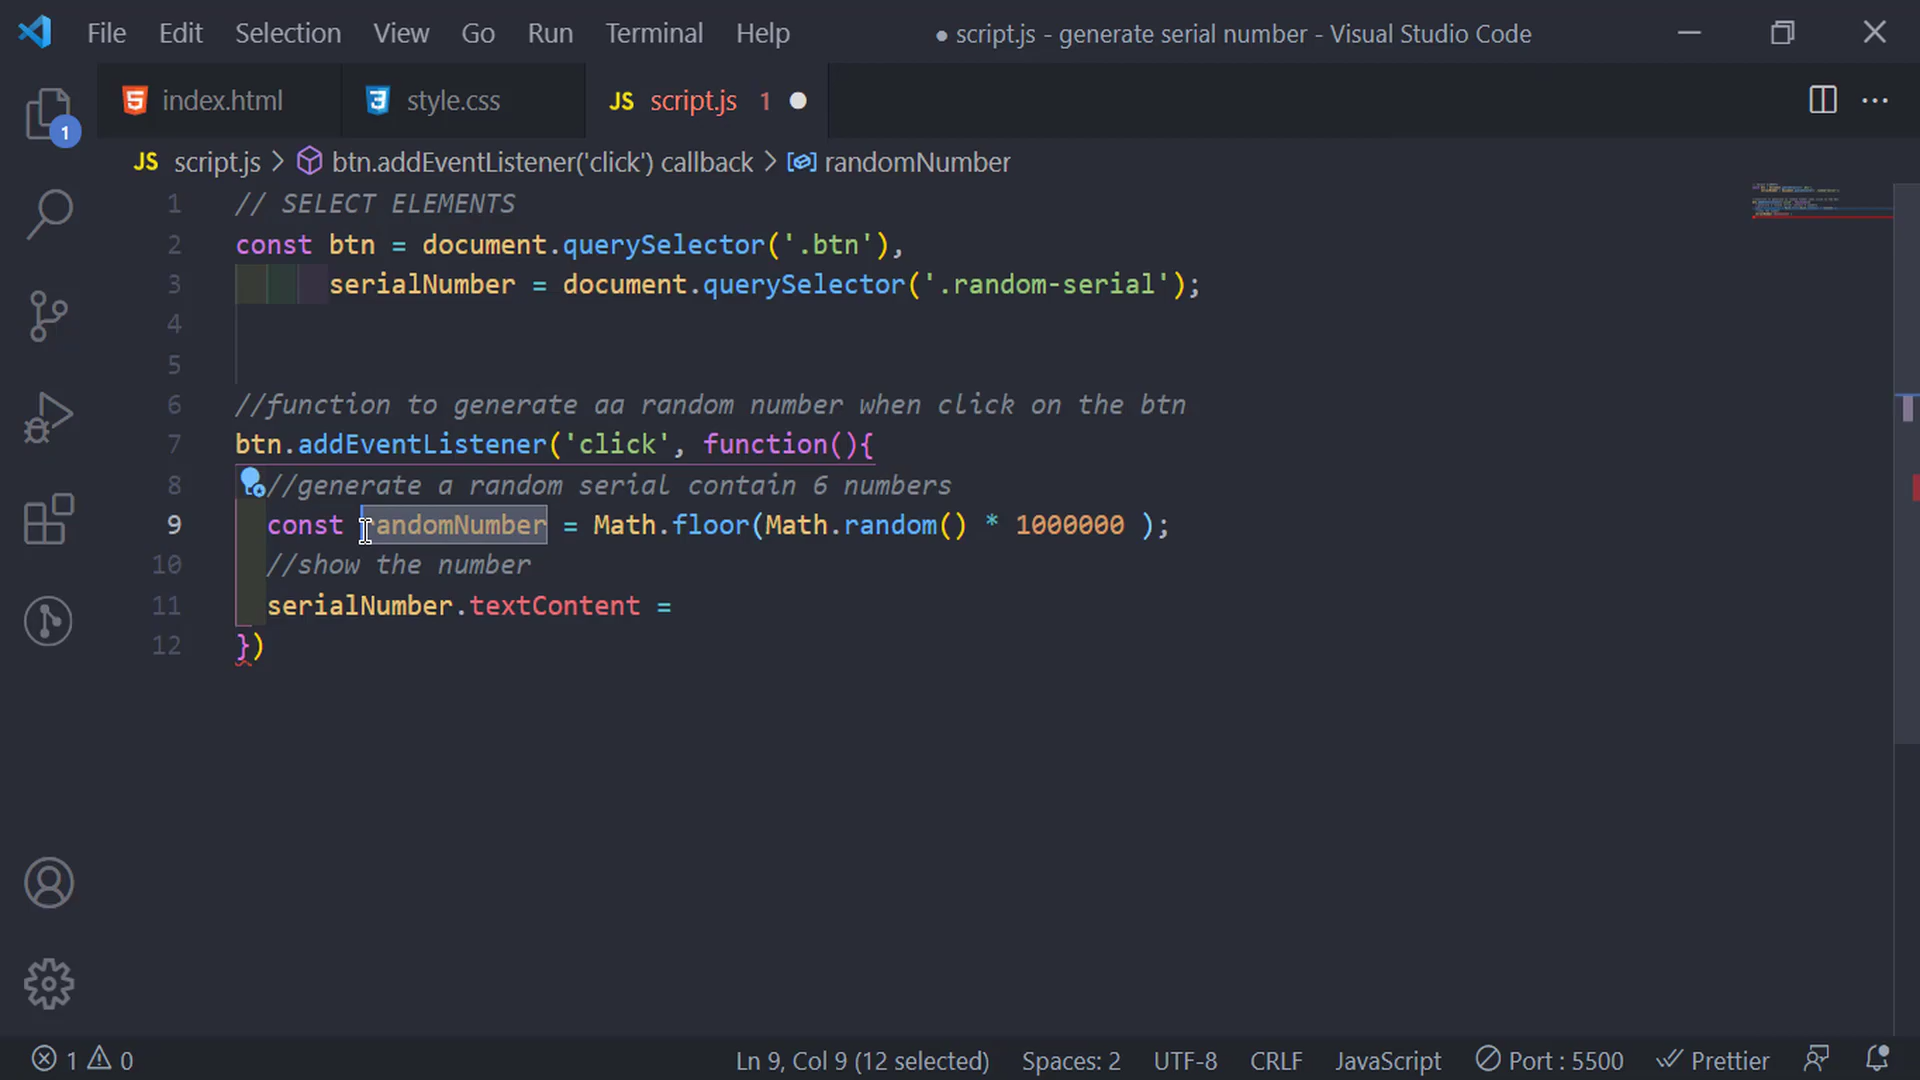 File Edit Selection View Go Run Terminal Help ● script.js - generate serial number - Visual Studio Code
index.html style.css JS script.js 1
JS script.js > btn.addEventListener('click') callback > randomNumber
1 // SELECT ELEMENTS
2 const btn = document.querySelector('.btn'),
3 serialNumber = document.querySelector('.random-serial');
4
5
6 //function to generate aa random number when click on the btn
7 btn.addEventListener('click', function(){
8 //generate a random serial contain 6 numbers
9 const randomNumber = Math.floor(Math.random() * 1000000 );
10 //show the number
11 serialNumber.textContent =
12 })
1
1 0 Ln 9, Col 9 (12 selected) Spaces: 2 UTF-8 CRLF JavaScript Port : 5500 Prettier